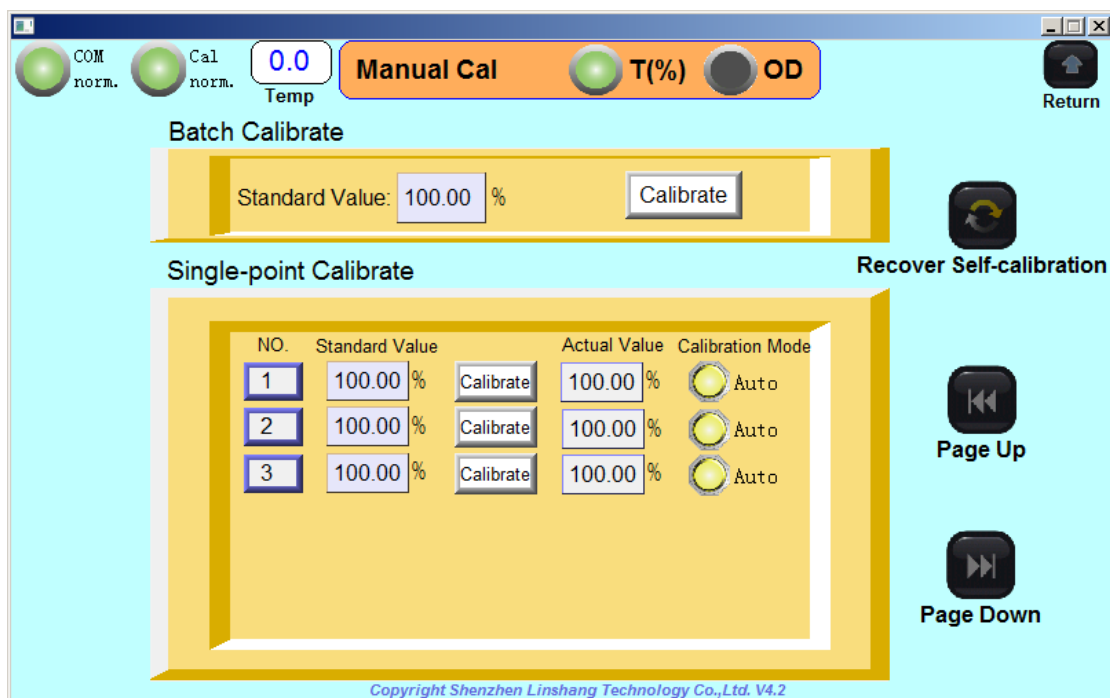 COM norm. Cal norm. 0.0 Temp Manual Cal T(%) OD Return
Batch Calibrate
Standard Value: 100.00 % Calibrate
Recover Self-calibration
Single-point Calibrate
NO. Standard Value Actual Value Calibration Mode
1 100.00 % Calibrate 100.00 % Auto
2 100.00 % Calibrate 100.00 % Auto
3 100.00 % Calibrate 100.00 % Auto
Page Up
Page Down
Copyright Shenzhen Linshang Technology Co.,Ltd. V4.2